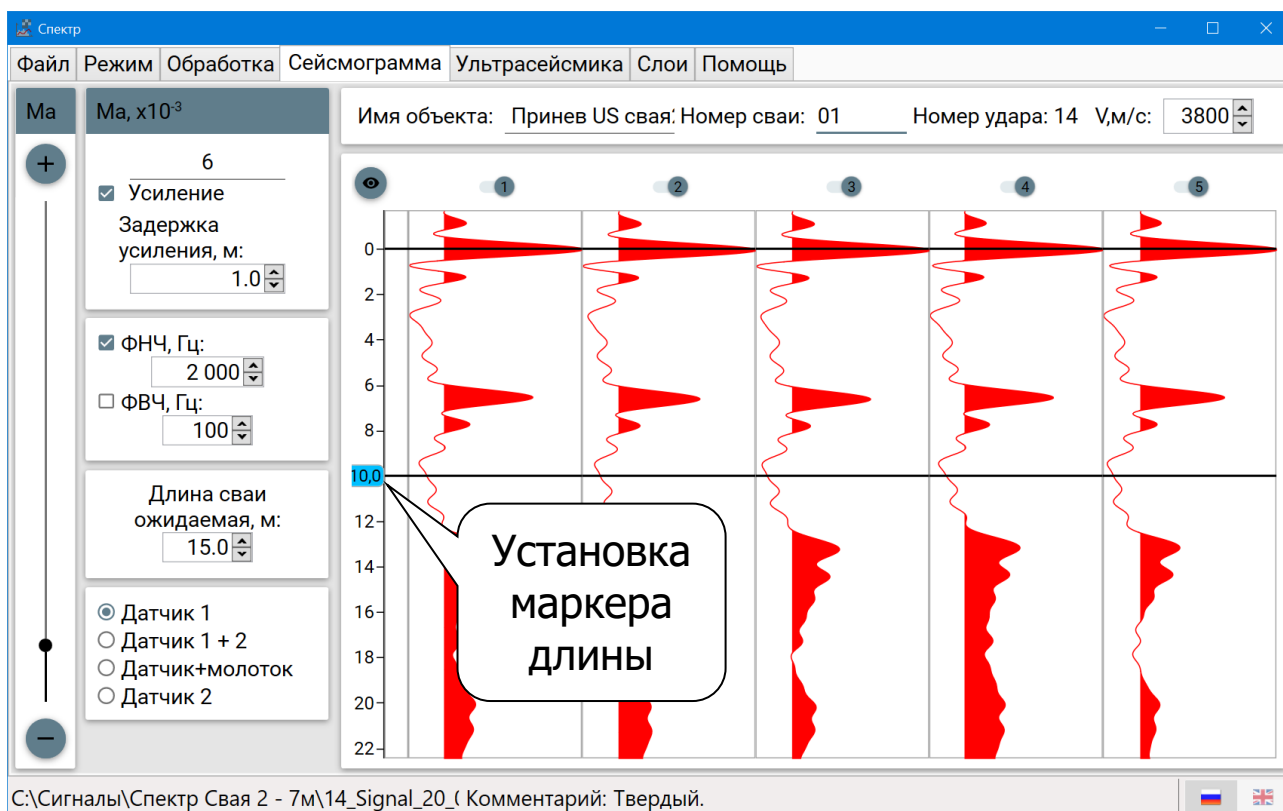 Спектр
Файл Режим Обработка Сейсмограмма Ультрасейсмика Слои Помощь
Ма
Ма, x10⁻³
Имя объекта: Принев US свая Номер сваи: 01 Номер удара: 14 V,м/с: 3800
+
6
Усиление
Задержка
усиления, м:
1.0
ФНЧ, Гц:
2 000
ФВЧ, Гц:
100
Длина сваи
ожидаемая, м:
15.0
Датчик 1
Датчик 1 + 2
Датчик+молоток
Датчик 2
−
1 2 3 4 5
0
2
4
6
8
10,0
12
14
16
18
20
22
Установка
маркера
длины
C:\Сигналы\Спектр Свая 2 - 7м\14_Signal_20_( Комментарий: Твердый.